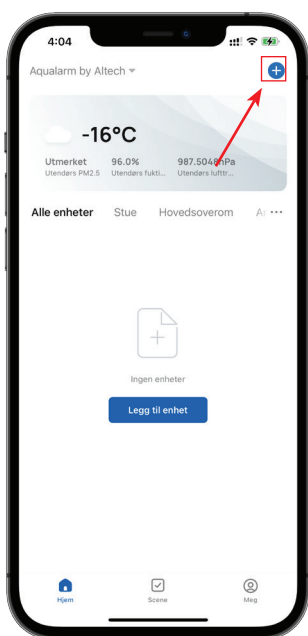 4:04
Aqualarm by Altech
-16°C
Utmerket 96.0% 987.5048hPa
Utendørs PM2.5 Utendørs fukti... Utendørs lufttr...
Alle enheter Stue Hovedsoverom
Ingen enheter
Legg til enhet
Hjem Scene Meg